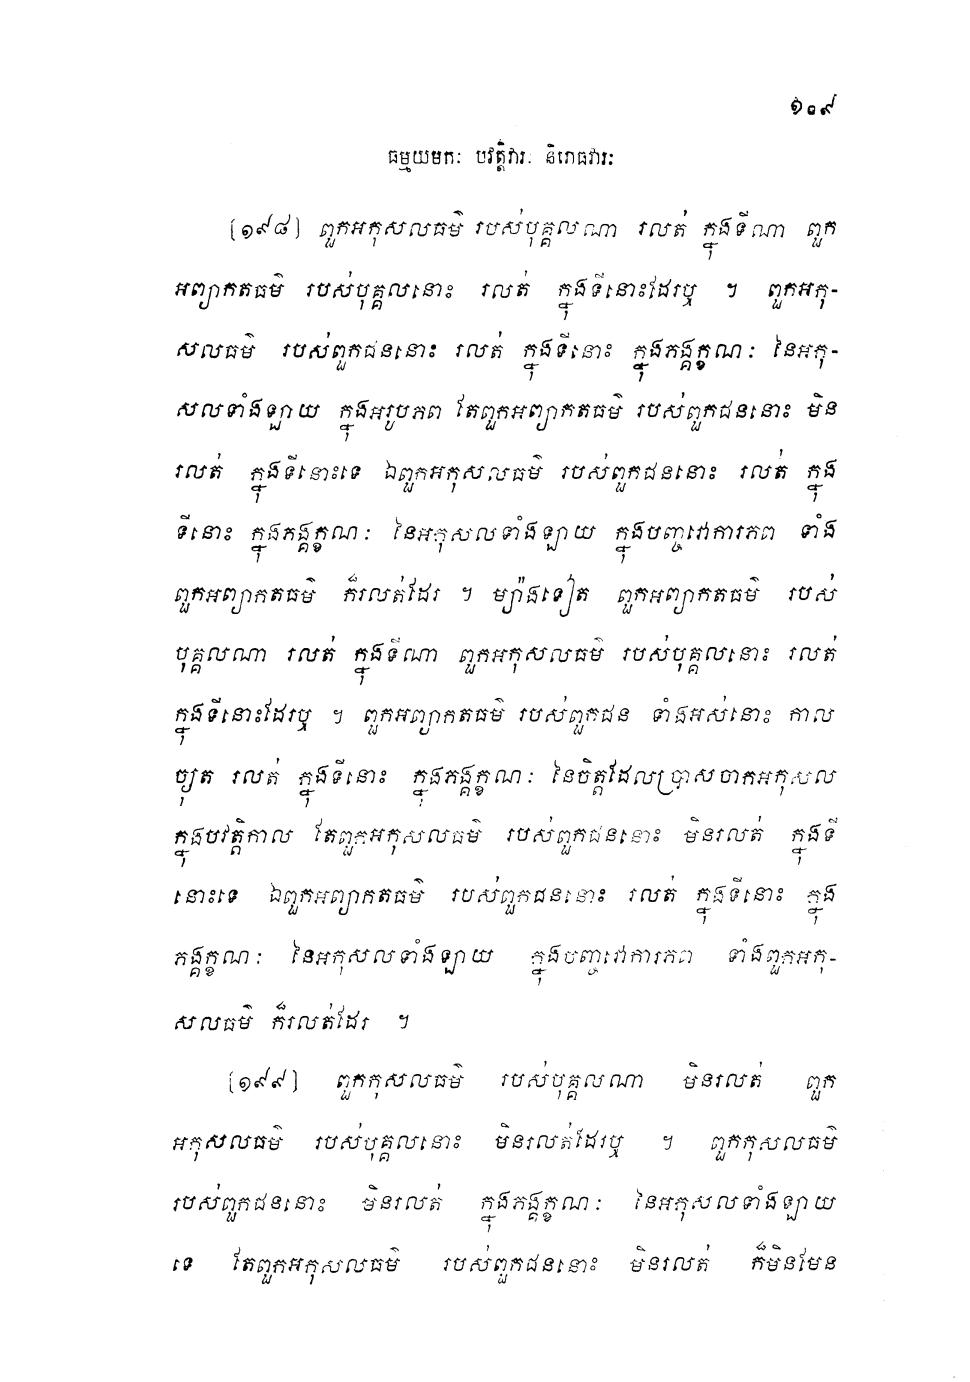 ១០៩
ធម្មយមកៈ បវត្តិវារៈ និរោធវារៈ
[១៩៨] ពួកអកុសលធម៌ របស់បុគ្គលណា រលត់ ក្នុងទីណា ពួក
អព្យាកតធម៌ របស់បុគ្គលនោះ រលត់ ក្នុងទីនោះដែរឬ ។ ពួកអកុ-
សលធម៌ របស់ពួកជននោះ រលត់ ក្នុងទីនោះ ក្នុងភង្គក្ខណៈ នៃអកុ-
សលទាំងឡាយ ក្នុងអរូបភព តែពួកអព្យាកតធម៌ របស់ពួកជននោះ មិន
រលត់ ក្នុងទីនោះទេ ឯពួកអកុសលធម៌ របស់ពួកជននោះ រលត់ ក្នុង
ទីនោះ ក្នុងភង្គក្ខណៈ នៃអកុសលទាំងឡាយ ក្នុងបញ្ចវោការភព ទាំង
ពួកអព្យាកតធម៌ ក៏រលត់ដែរ ។ ម្យ៉ាងទៀត ពួកអព្យាកតធម៌ របស់
បុគ្គលណា រលត់ ក្នុងទីណា ពួកអកុសលធម៌ របស់បុគ្គលនោះ រលត់
ក្នុងទីនោះដែរឬ ។ ពួកអព្យាកតធម៌ របស់ពួកជន ទាំងអស់នោះ កាល
ច្យុត រលត់ ក្នុងទីនោះ ក្នុងភង្គក្ខណៈ នៃចិត្តដែលប្រាសចាកអកុសល
ក្នុងបវត្តិកាល តែពួកអកុសលធម៌ របស់ពួកជននោះ មិនរលត់ ក្នុងទី
នោះទេ ឯពួកអព្យាកតធម៌ របស់ពួកជននោះ រលត់ ក្នុងទីនោះ ក្នុង
ភង្គក្ខណៈ នៃអកុសលទាំងឡាយ ក្នុងបញ្ចវោការភព ទាំងពួកអកុ-
សលធម៌ ក៏រលត់ដែរ ។
[១៩៩] ពួកកុសលធម៌ របស់បុគ្គលណា មិនរលត់ ពួក
អកុសលធម៌ របស់បុគ្គលនោះ មិនរលត់ដែរឬ ។ ពួកកុសលធម៌
របស់ពួកជននោះ មិនរលត់ ក្នុងភង្គក្ខណៈ នៃអកុសលទាំងឡាយ
ទេ តែពួកអកុសលធម៌ របស់ពួកជននោះ មិនរលត់ ក៏មិនមែន